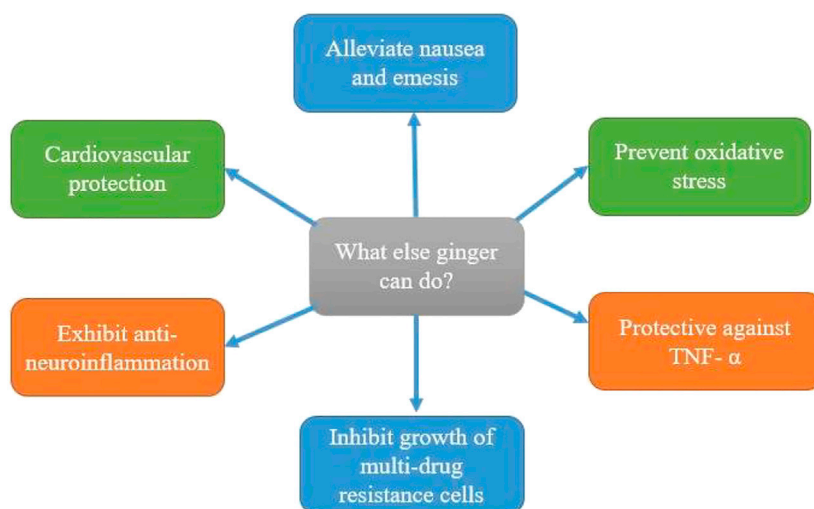 Alleviate nausea
and emesis
Cardiovascular
protection
Prevent oxidative
stress
What else ginger
can do?
Exhibit anti-
neuroinflammation
Protective against
TNF- α
Inhibit growth of
multi-drug
resistance cells